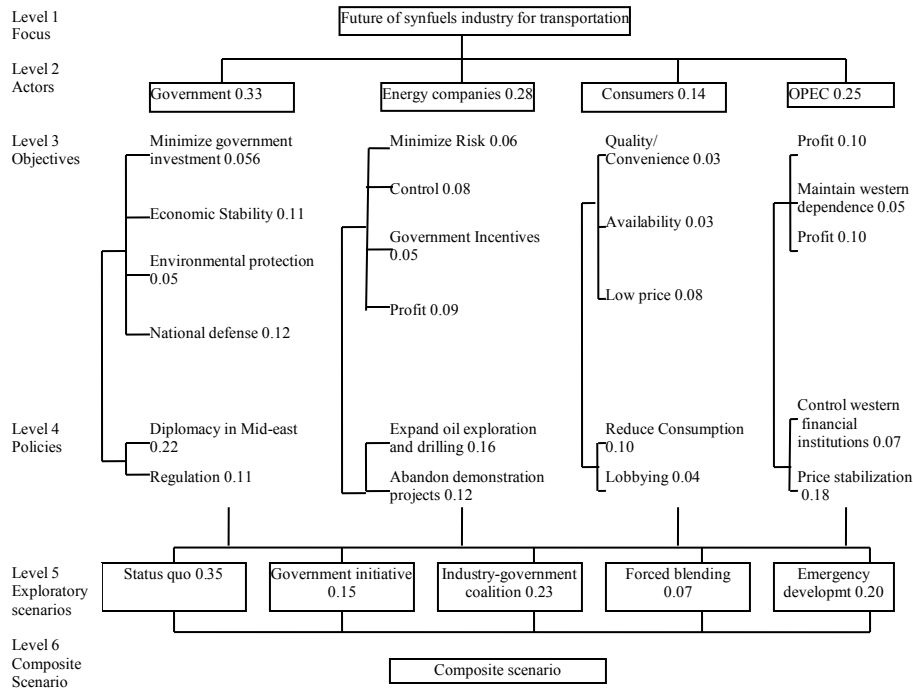 Level 1
Focus
Future of synfuels industry for transportation
Level 2
Actors
Government 0.33
Energy companies 0.28
Consumers 0.14
OPEC 0.25
Level 3
Objectives
Minimize government
investment 0.056
Economic Stability 0.11
Environmental protection
0.05
National defense 0.12
Minimize Risk 0.06
Control 0.08
Government Incentives
0.05
Profit 0.09
Quality/
Convenience 0.03
Availability 0.03
Low price 0.08
Profit 0.10
Maintain western
dependence 0.05
Profit 0.10
Level 4
Policies
Diplomacy in Mid-east
0.22
Regulation 0.11
Expand oil exploration
and drilling 0.16
Abandon demonstration
projects 0.12
Reduce Consumption
0.10
Lobbying 0.04
Control western
financial
institutions 0.07
Price stabilization
0.18
Level 5
Exploratory
scenarios
Status quo 0.35
Government initiative
0.15
Industry-government
coalition 0.23
Forced blending
0.07
Emergency
developmt 0.20
Level 6
Composite
Scenario
Composite scenario